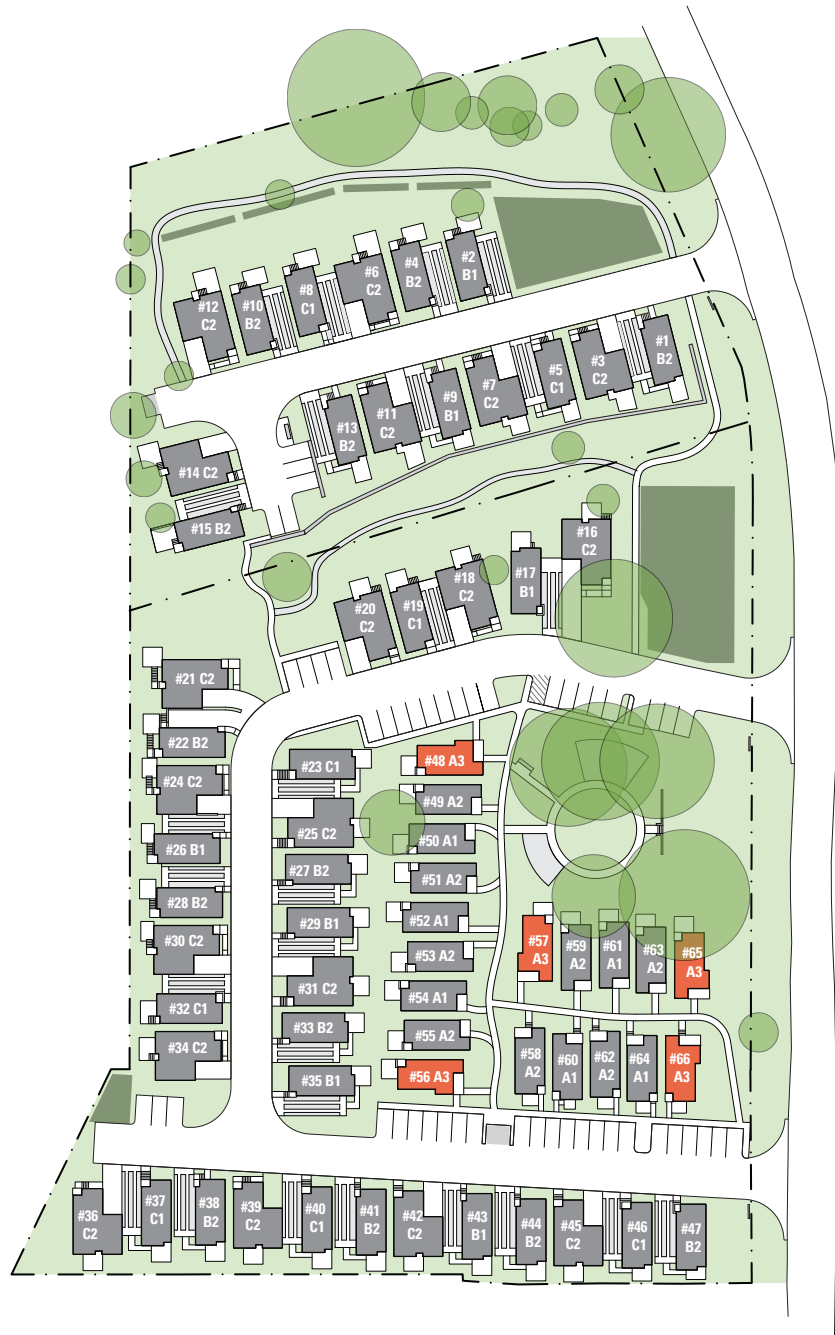 #2
B1
#4
B2
#6
C2
#8
C1
#10
B2
#12
C2
#1
B2
#3
C2
#5
C1
#7
C2
#9
B1
#11
C2
#13
B2
#14 C2
#15 B2
#16
C2
#17
B1
#18
C2
#19
C1
#20
C2
#21 C2
#22 B2
#23 C1
#24 C2
#25 C2
#26 B1
#27 B2
#28 B2
#29 B1
#30 C2
#31 C2
#32 C1
#33 B2
#34 C2
#35 B1
#48 A3
#49 A2
#50 A1
#51 A2
#52 A1
#53 A2
#54 A1
#55 A2
#56 A3
#57
A3
#59
A2
#61
A1
#63
A2
#65
A3
#58
A2
#60
A1
#62
A2
#64
A1
#66
A3
#36
C2
#37
C1
#38
B2
#39
C2
#40
C1
#41
B2
#42
C2
#43
B1
#44
B2
#45
C2
#46
C1
#47
B2